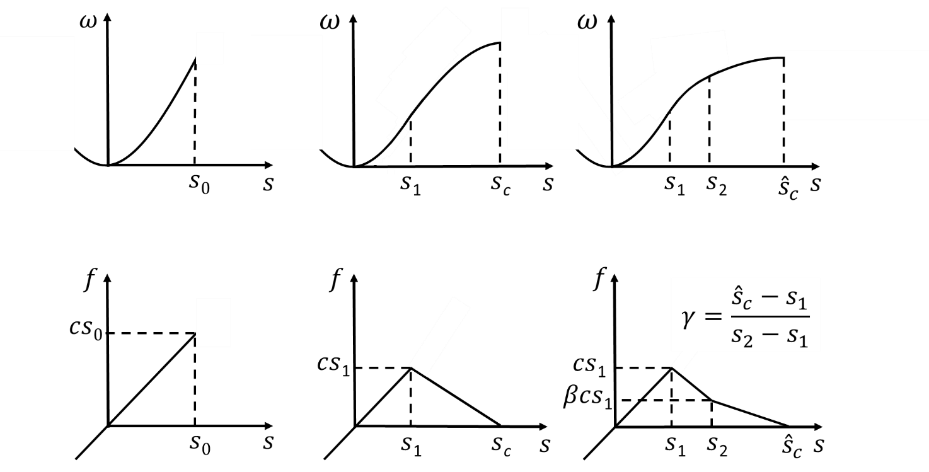 ω
s₀
s
ω
s₁
s_c
s
ω
s₁
s₂
ŝ_c
s
f
cs₀
s₀
s
f
cs₁
s₁
s_c
s
f
γ = (ŝ_c − s₁) / (s₂ − s₁)
cs₁
βcs₁
s₁
s₂
ŝ_c
s